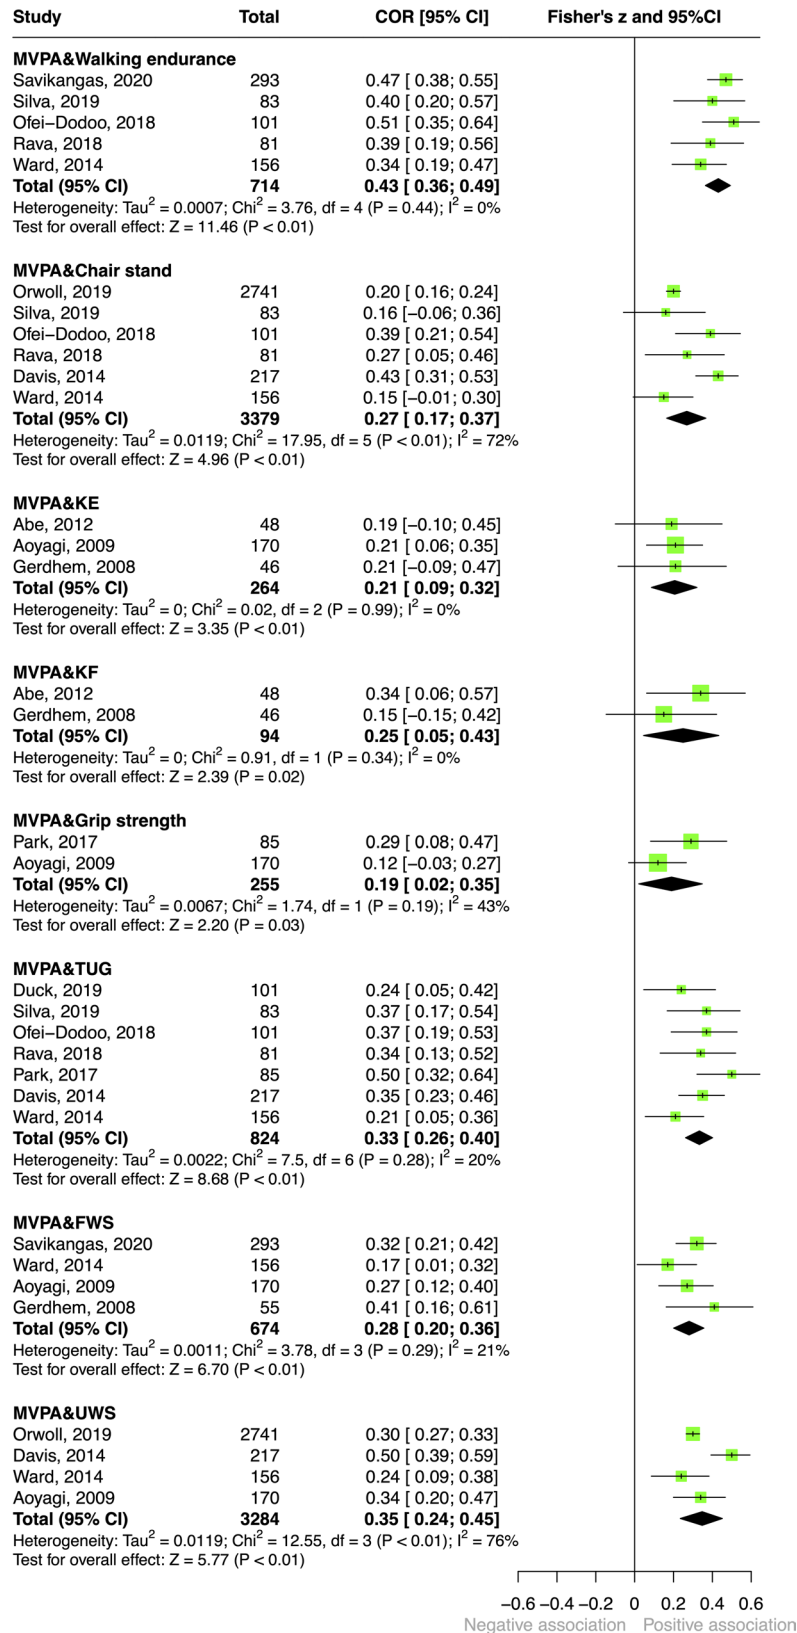 Study Total COR [95% CI] Fisher's z and 95%CI
MVPA&Walking endurance
Savikangas, 2020 293 0.47 [ 0.38; 0.55]
Silva, 2019 83 0.40 [ 0.20; 0.57]
Ofei−Dodoo, 2018 101 0.51 [ 0.35; 0.64]
Rava, 2018 81 0.39 [ 0.19; 0.56]
Ward, 2014 156 0.34 [ 0.19; 0.47]
Total (95% CI) 714 0.43 [ 0.36; 0.49]
Heterogeneity: Tau² = 0.0007; Chi² = 3.76, df = 4 (P = 0.44); I² = 0%
Test for overall effect: Z = 11.46 (P < 0.01)
MVPA&Chair stand
Orwoll, 2019 2741 0.20 [ 0.16; 0.24]
Silva, 2019 83 0.16 [−0.06; 0.36]
Ofei−Dodoo, 2018 101 0.39 [ 0.21; 0.54]
Rava, 2018 81 0.27 [ 0.05; 0.46]
Davis, 2014 217 0.43 [ 0.31; 0.53]
Ward, 2014 156 0.15 [−0.01; 0.30]
Total (95% CI) 3379 0.27 [ 0.17; 0.37]
Heterogeneity: Tau² = 0.0119; Chi² = 17.95, df = 5 (P < 0.01); I² = 72%
Test for overall effect: Z = 4.96 (P < 0.01)
MVPA&KE
Abe, 2012 48 0.19 [−0.10; 0.45]
Aoyagi, 2009 170 0.21 [ 0.06; 0.35]
Gerdhem, 2008 46 0.21 [−0.09; 0.47]
Total (95% CI) 264 0.21 [ 0.09; 0.32]
Heterogeneity: Tau² = 0; Chi² = 0.02, df = 2 (P = 0.99); I² = 0%
Test for overall effect: Z = 3.35 (P < 0.01)
MVPA&KF
Abe, 2012 48 0.34 [ 0.06; 0.57]
Gerdhem, 2008 46 0.15 [−0.15; 0.42]
Total (95% CI) 94 0.25 [ 0.05; 0.43]
Heterogeneity: Tau² = 0; Chi² = 0.91, df = 1 (P = 0.34); I² = 0%
Test for overall effect: Z = 2.39 (P = 0.02)
MVPA&Grip strength
Park, 2017 85 0.29 [ 0.08; 0.47]
Aoyagi, 2009 170 0.12 [−0.03; 0.27]
Total (95% CI) 255 0.19 [ 0.02; 0.35]
Heterogeneity: Tau² = 0.0067; Chi² = 1.74, df = 1 (P = 0.19); I² = 43%
Test for overall effect: Z = 2.20 (P = 0.03)
MVPA&TUG
Duck, 2019 101 0.24 [ 0.05; 0.42]
Silva, 2019 83 0.37 [ 0.17; 0.54]
Ofei−Dodoo, 2018 101 0.37 [ 0.19; 0.53]
Rava, 2018 81 0.34 [ 0.13; 0.52]
Park, 2017 85 0.50 [ 0.32; 0.64]
Davis, 2014 217 0.35 [ 0.23; 0.46]
Ward, 2014 156 0.21 [ 0.05; 0.36]
Total (95% CI) 824 0.33 [ 0.26; 0.40]
Heterogeneity: Tau² = 0.0022; Chi² = 7.5, df = 6 (P = 0.28); I² = 20%
Test for overall effect: Z = 8.68 (P < 0.01)
MVPA&FWS
Savikangas, 2020 293 0.32 [ 0.21; 0.42]
Ward, 2014 156 0.17 [ 0.01; 0.32]
Aoyagi, 2009 170 0.27 [ 0.12; 0.40]
Gerdhem, 2008 55 0.41 [ 0.16; 0.61]
Total (95% CI) 674 0.28 [ 0.20; 0.36]
Heterogeneity: Tau² = 0.0011; Chi² = 3.78, df = 3 (P = 0.29); I² = 21%
Test for overall effect: Z = 6.70 (P < 0.01)
MVPA&UWS
Orwoll, 2019 2741 0.30 [ 0.27; 0.33]
Davis, 2014 217 0.50 [ 0.39; 0.59]
Ward, 2014 156 0.24 [ 0.09; 0.38]
Aoyagi, 2009 170 0.34 [ 0.20; 0.47]
Total (95% CI) 3284 0.35 [ 0.24; 0.45]
Heterogeneity: Tau² = 0.0119; Chi² = 12.55, df = 3 (P < 0.01); I² = 76%
Test for overall effect: Z = 5.77 (P < 0.01)
−0.6 −0.4 −0.2 0 0.2 0.4 0.6
Negative association Positive association